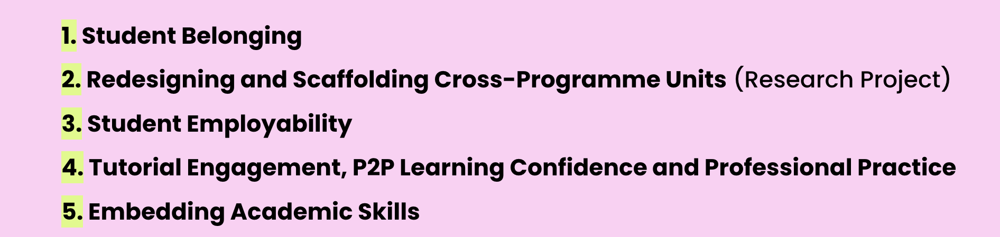 1. Student Belonging
2. Redesigning and Scaffolding Cross-Programme Units (Research Project)
3. Student Employability
4. Tutorial Engagement, P2P Learning Confidence and Professional Practice
5. Embedding Academic Skills